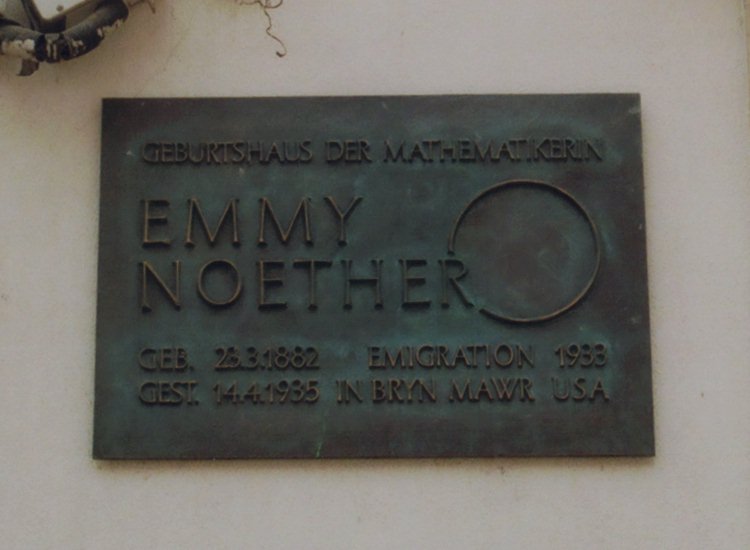 GEBURTSHAUS DER MATHEMATIKERIN
EMMY
NOETHER
GEB. 23.3.1882 EMIGRATION 1933
GEST. 14.4.1935 IN BRYN MAWR USA